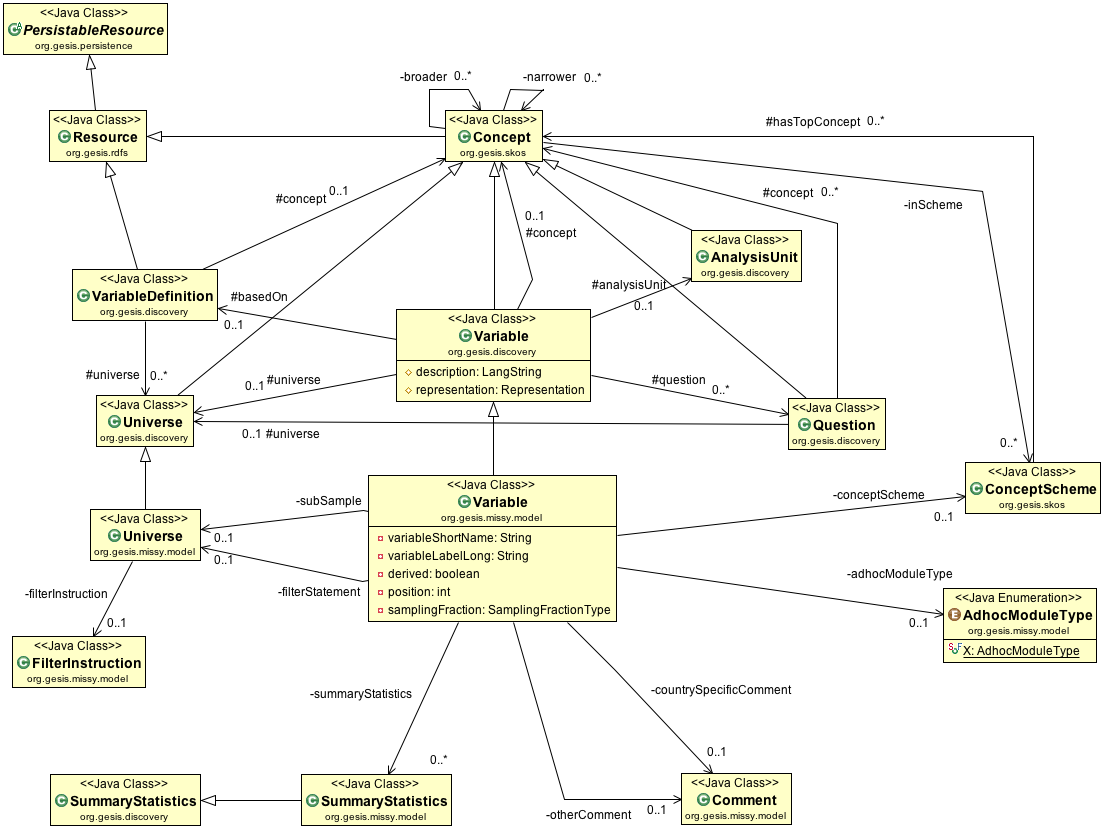 <<Java Class>>
PersistableResource
org.gesis.persistence
-broader 0..*
-narrower 0..*
<<Java Class>>
Resource
org.gesis.rdfs
<<Java Class>>
Concept
org.gesis.skos
#hasTopConcept 0..*
#concept 0..1
0..1
#concept
#concept 0..*
-inScheme
0..*
<<Java Class>>
AnalysisUnit
org.gesis.discovery
<<Java Class>>
VariableDefinition
org.gesis.discovery
#basedOn
0..1
#analysisUnit
0..1
<<Java Class>>
Variable
org.gesis.discovery
description: LangString
representation: Representation
#universe 0..*
0..1 #universe
#question
0..*
<<Java Class>>
Universe
org.gesis.discovery
0..1 #universe
<<Java Class>>
Question
org.gesis.discovery
<<Java Class>>
ConceptScheme
org.gesis.skos
<<Java Class>>
Variable
org.gesis.missy.model
variableShortName: String
variableLabelLong: String
derived: boolean
position: int
samplingFraction: SamplingFractionType
-subSample
0..1
-conceptScheme
0..1
<<Java Class>>
Universe
org.gesis.missy.model
0..1
-filterStatement
-adhocModuleType
0..1
-filterInstruction
0..1
<<Java Enumeration>>
AdhocModuleType
org.gesis.missy.model
X: AdhocModuleType
<<Java Class>>
FilterInstruction
org.gesis.missy.model
-summaryStatistics
0..*
-countrySpecificComment
0..1
<<Java Class>>
SummaryStatistics
org.gesis.discovery
<<Java Class>>
SummaryStatistics
org.gesis.missy.model
-otherComment
0..1
<<Java Class>>
Comment
org.gesis.missy.model